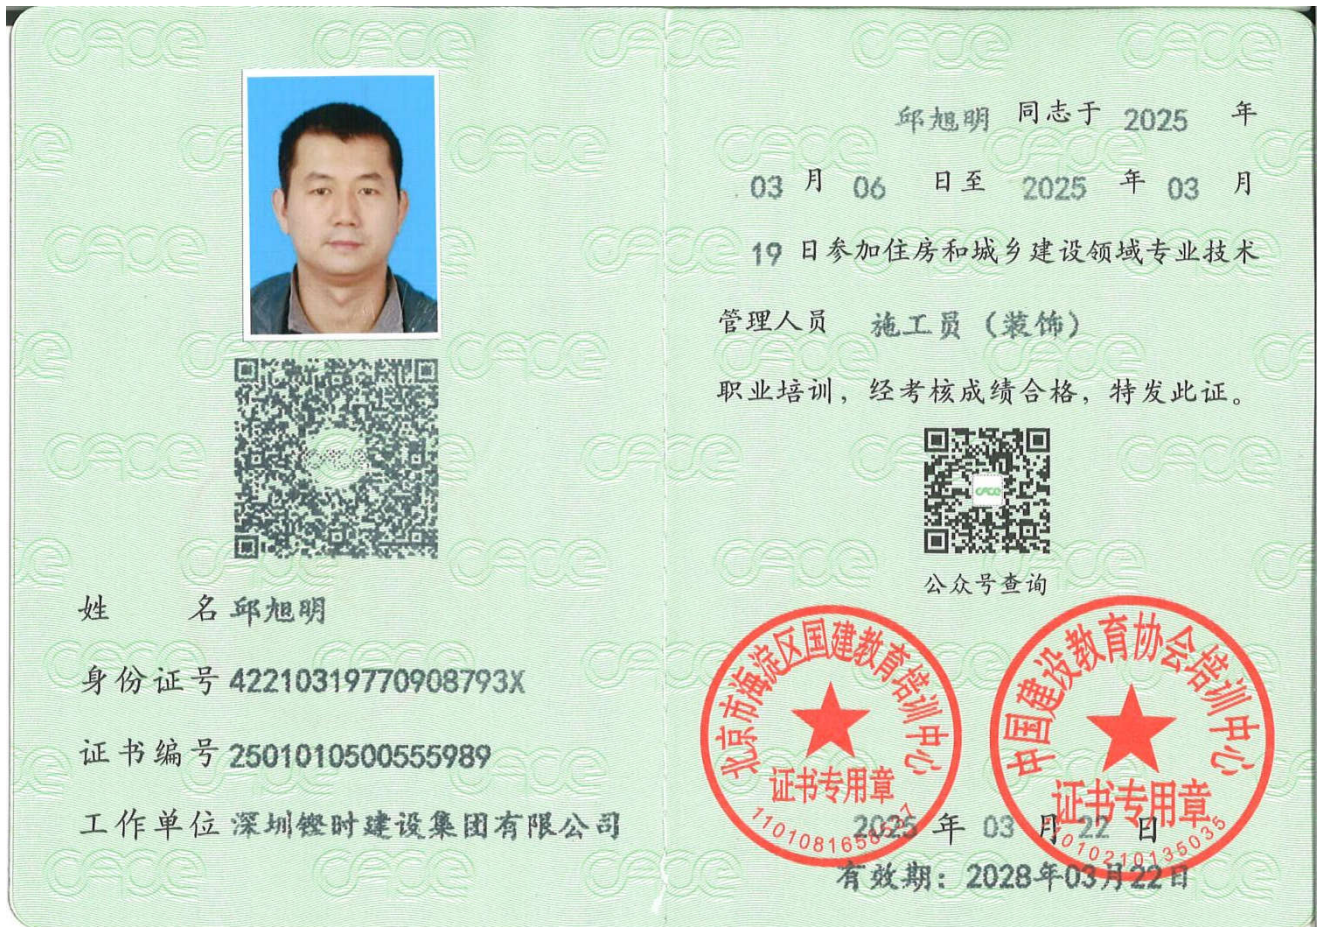 姓 名 邱旭明
身份证号 42210319770908793X
证书编号 2501010500555989
工作单位 深圳铿时建设集团有限公司
邱旭明 同志于 2025 年
03 月 06 日至 2025 年 03 月
19 日参加住房和城乡建设领域专业技术
管理人员 施工员（装饰）
职业培训，经考核成绩合格，特发此证。
公众号查询
北京市海淀区国建教育培训中心
证书专用章
中国建设教育协会培训中心
证书专用章
2025 年 03 月 22 日
有效期：2028年03月22日